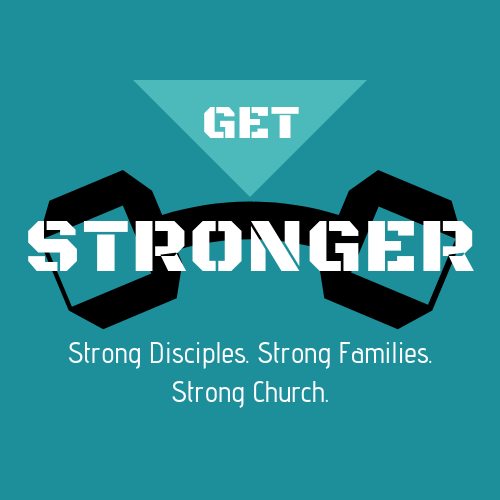 GET
STRONGER
Strong Disciples. Strong Families.
Strong Church.